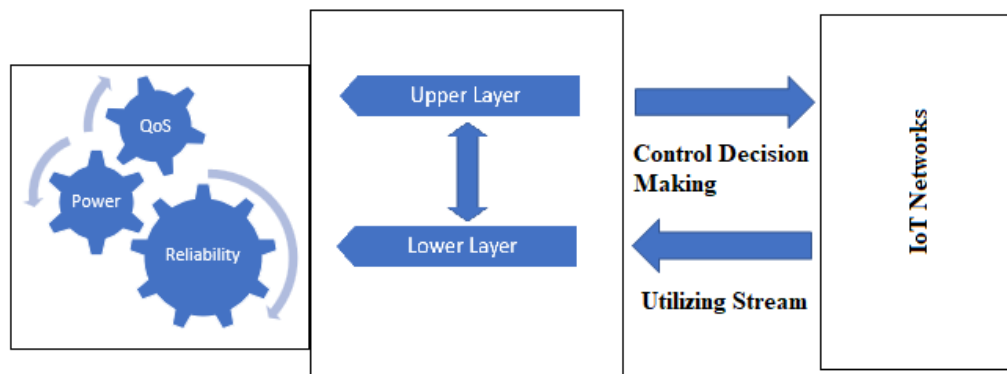 QoS
Power
Reliability
Upper Layer
Lower Layer
Control Decision
Making
Utilizing Stream
IoT Networks